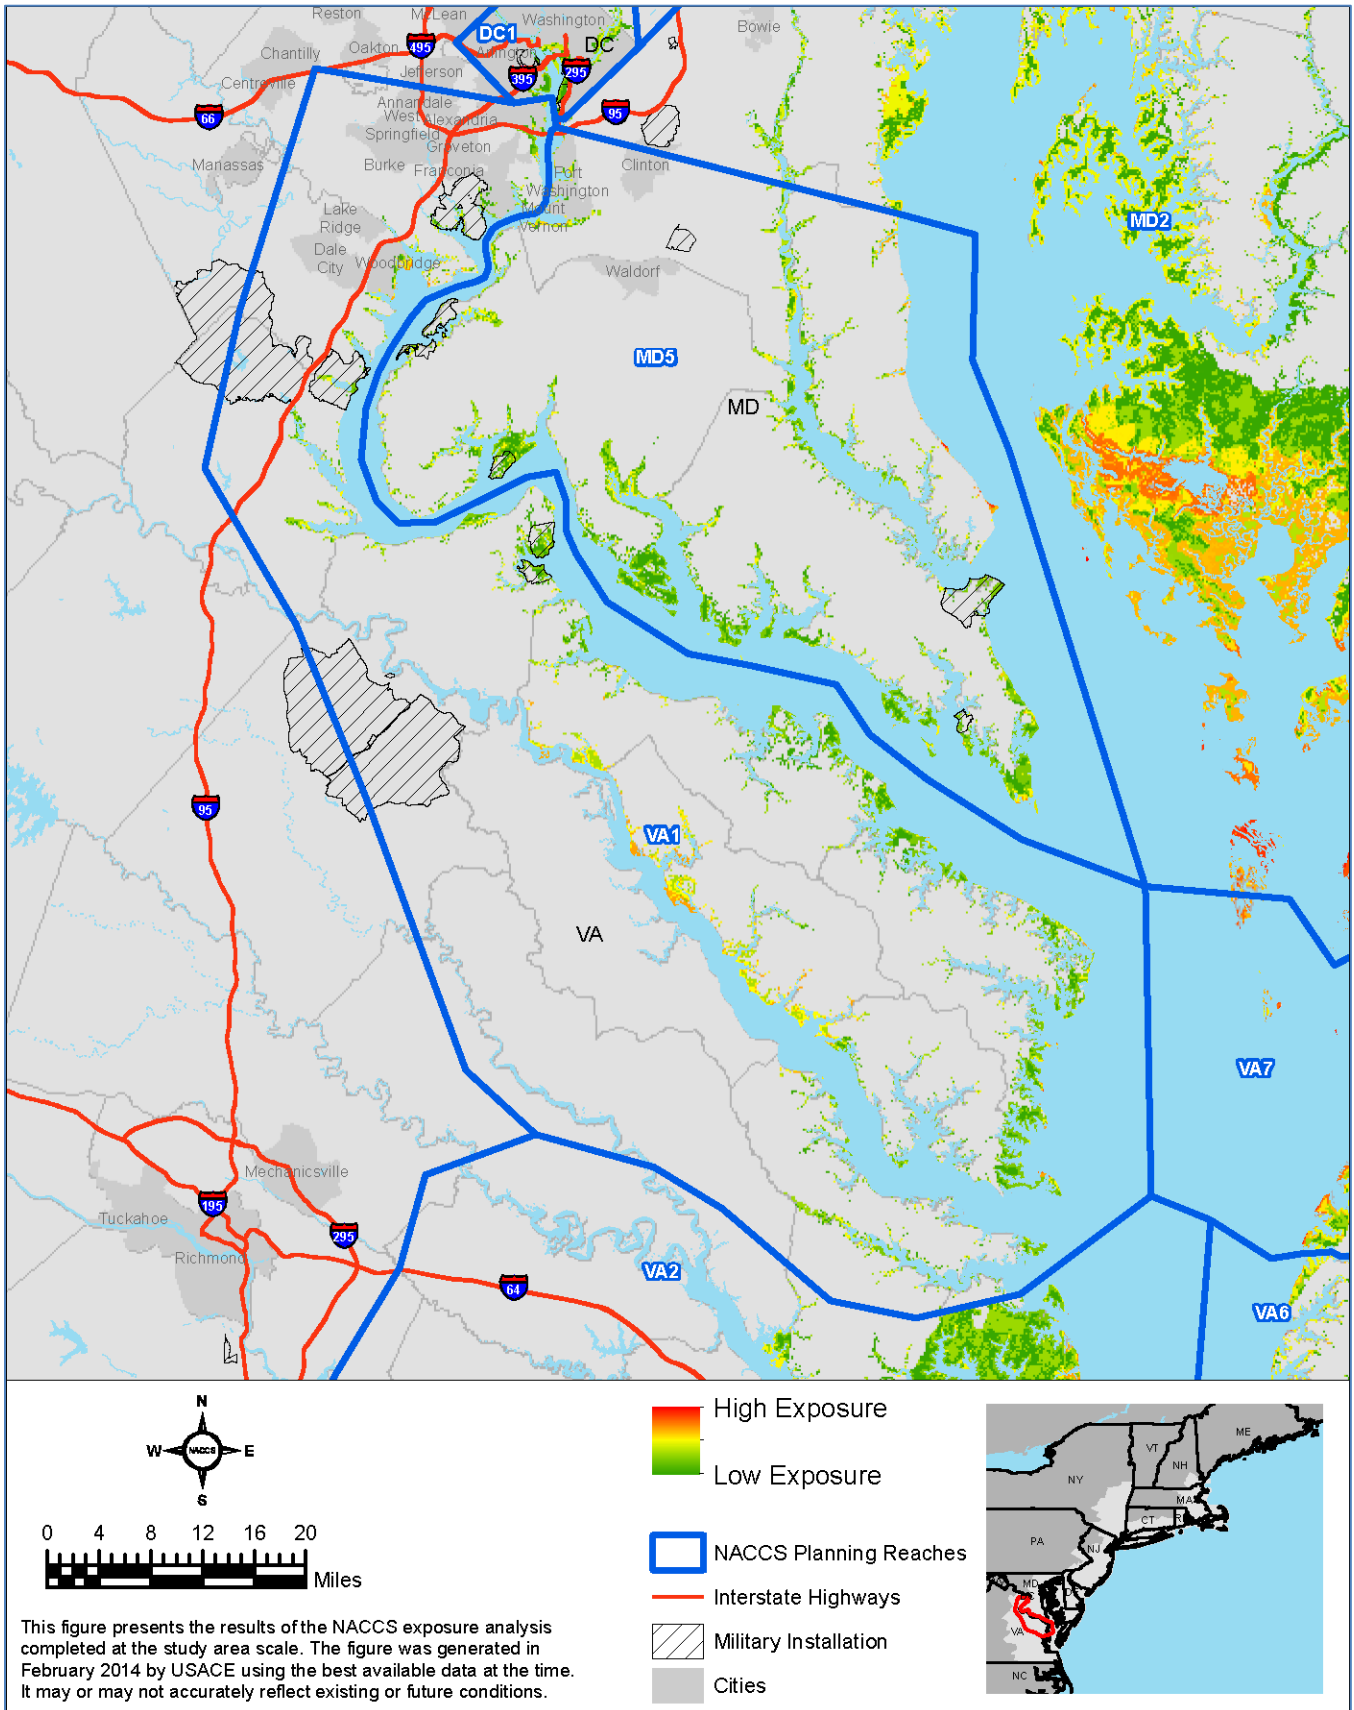 Reston
McLean
Washington
Bowie
DC1
Chantilly
Oakton
495
Arlington
DC
Jefferson
395
295
Centreville
Annandale
66
West
Alexandria
95
Springfield
Groveton
Manassas
Burke
Franconia
Fort
Washington
Clinton
Lake
Ridge
Mount
Vernon
MD2
Dale
City
Woodbridge
Waldorf
MD5
MD
95
VA1
VA
VA7
Mechanicsville
195
Tuckahoe
295
Richmond
64
VA2
VA6
N
W
NACCS
E
S
0 4 8 12 16 20
Miles
This figure presents the results of the NACCS exposure analysis
completed at the study area scale. The figure was generated in
February 2014 by USACE using the best available data at the time.
It may or may not accurately reflect existing or future conditions.
High Exposure
Low Exposure
NACCS Planning Reaches
Interstate Highways
Military Installation
Cities
ME
VT
NH
NY
MA
CT
RI
PA
NJ
MD
DE
VA
NC